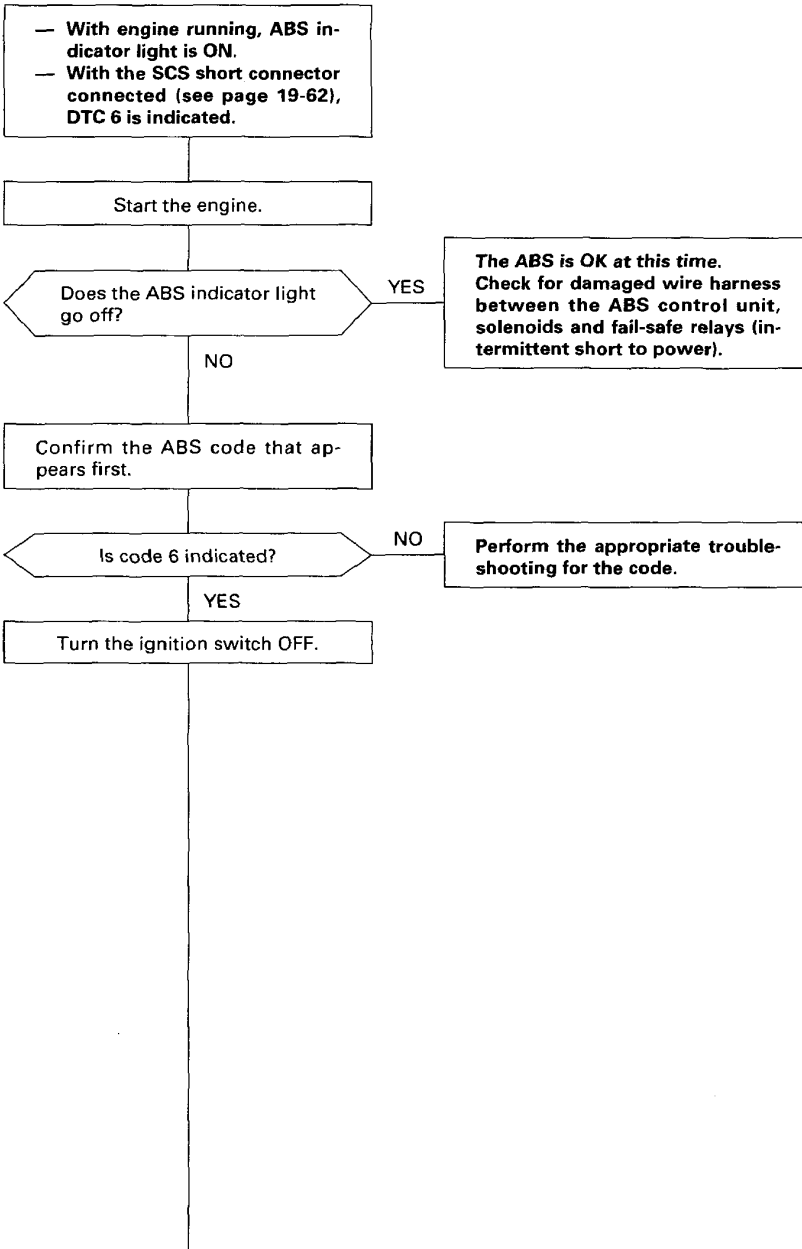 — With engine running, ABS in-
dicator light is ON.
— With the SCS short connector
connected (see page 19-62),
DTC 6 is indicated.
Start the engine.
Does the ABS indicator light
go off?
YES
The ABS is OK at this time.
Check for damaged wire harness
between the ABS control unit,
solenoids and fail-safe relays (in-
termittent short to power).
NO
Confirm the ABS code that ap-
pears first.
Is code 6 indicated?
NO
Perform the appropriate trouble-
shooting for the code.
YES
Turn the ignition switch OFF.